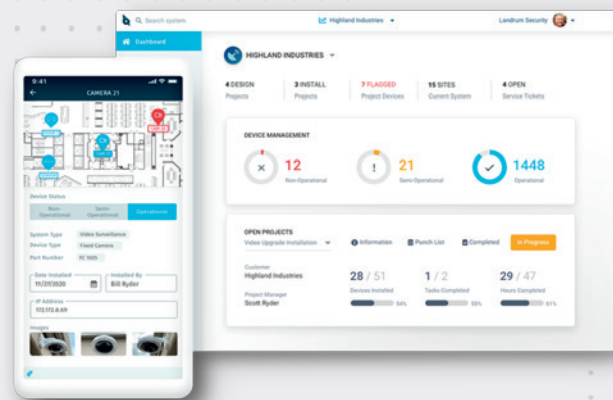 Search system
Highland Industries
Landrum Security
Dashboard
HIGHLAND INDUSTRIES
4 DESIGN
Projects
3 INSTALL
Projects
7 FLAGGED
Project Devices
15 SITES
Current System
4 OPEN
Service Tickets
DEVICE MANAGEMENT
12
Non-Operational
21
Semi-Operational
1448
Operational
OPEN PROJECTS
Video Upgrade Installation
Information
Punch List
Completed
In Progress
Customer
Highland Industries
Project Manager
Scott Ryder
28 / 51
Devices Installed
54%
1 / 2
Tasks Completed
50%
29 / 47
Hours Completed
61%
9:41
CAMERA 21
Device Status
Non-
Operational
Semi-
Operational
Operational
System Type
Video Surveillance
Device Type
Fixed Camera
Part Number
Date Installed
11/27/2020
Installed By
Bill Ryder
IP Address
172.172.8.69
Images